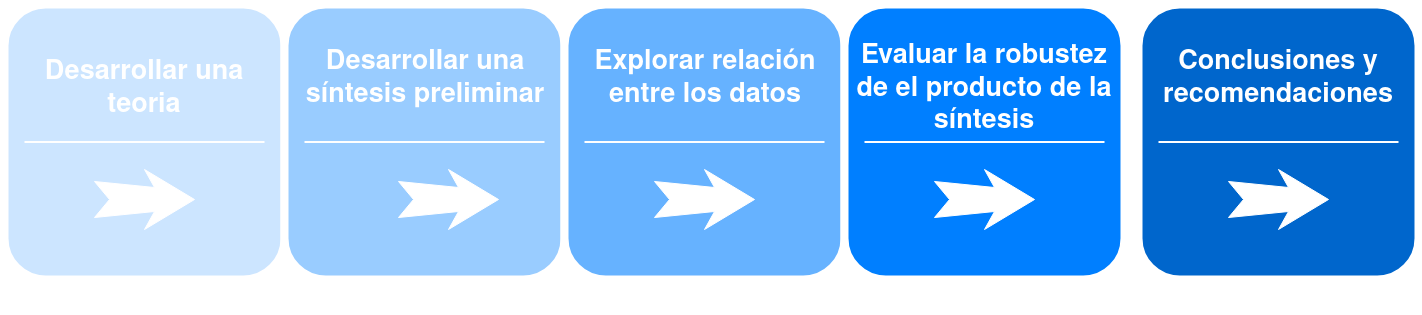 Desarrollar una
teoria
Desarrollar una
síntesis preliminar
Explorar relación
entre los datos
Evaluar la robustez
de el producto de la
síntesis
Conclusiones y
recomendaciones